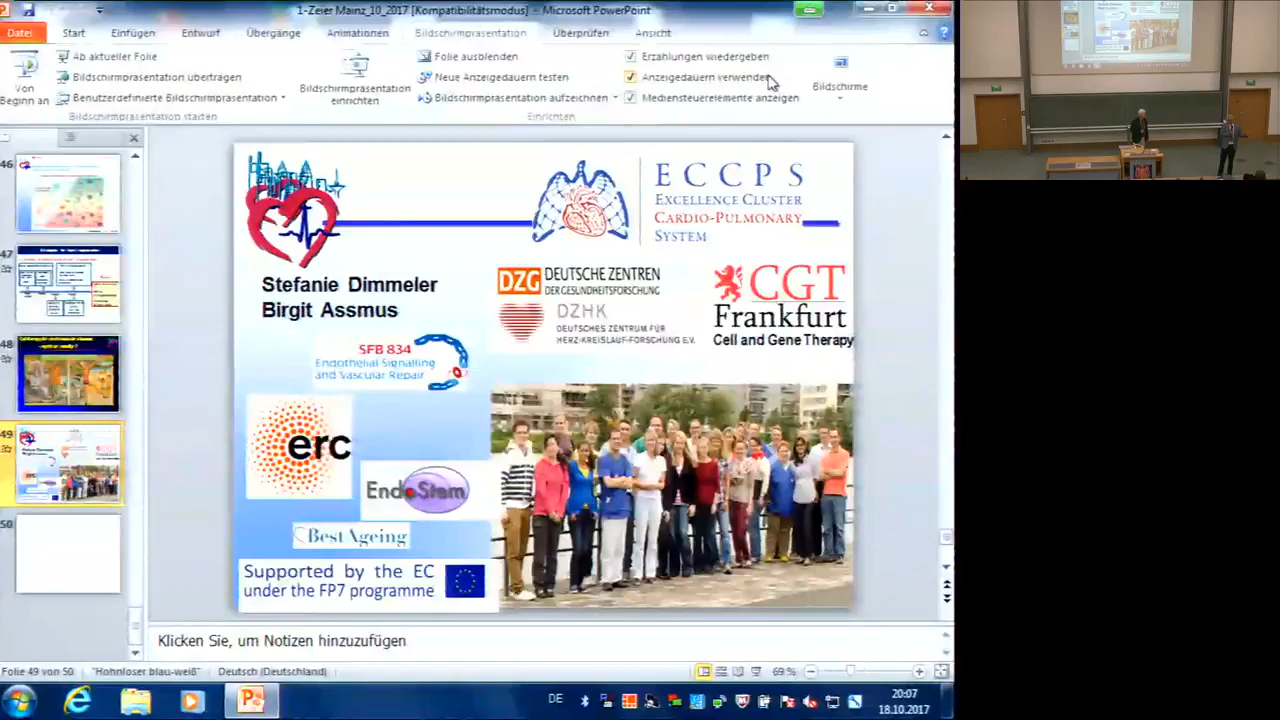 1-Zeier Mainz_10_2017 [Kompatibilitätsmodus] - Microsoft PowerPoint
Datei Start Einfügen Entwurf Übergänge Animationen Bildschirmpräsentation Überprüfen Ansicht
Von Beginn an
Ab aktueller Folie
Bildschirmpräsentation übertragen
Benutzerdefinierte Bildschirmpräsentation
Bildschirmpräsentation starten
Bildschirmpräsentation einrichten
Folie ausblenden
Neue Anzeigedauern testen
Bildschirmpräsentation aufzeichnen
Einrichten
Erzählungen wiedergeben
Anzeigedauern verwenden
Mediensteuerelemente anzeigen
Bildschirme
46
47
48
49
50
ECCPS
Excellence Cluster
Cardio-Pulmonary
System
Stefanie Dimmeler
Birgit Assmus
DZG DEUTSCHE ZENTREN
DER GESUNDHEITSFORSCHUNG
DZHK
DEUTSCHES ZENTRUM FÜR
HERZ-KREISLAUF-FORSCHUNG E.V.
CGT
Frankfurt
Cell and Gene Therapy
SFB 834
Endothelial Signalling
and Vascular Repair
erc
EndoStem
BestAgeing
Supported by the EC
under the FP7 programme
Klicken Sie, um Notizen hinzuzufügen
Folie 49 von 50 "Hohnloser blau-weiß" Deutsch (Deutschland) 69 %
DE
20:07
18.10.2017